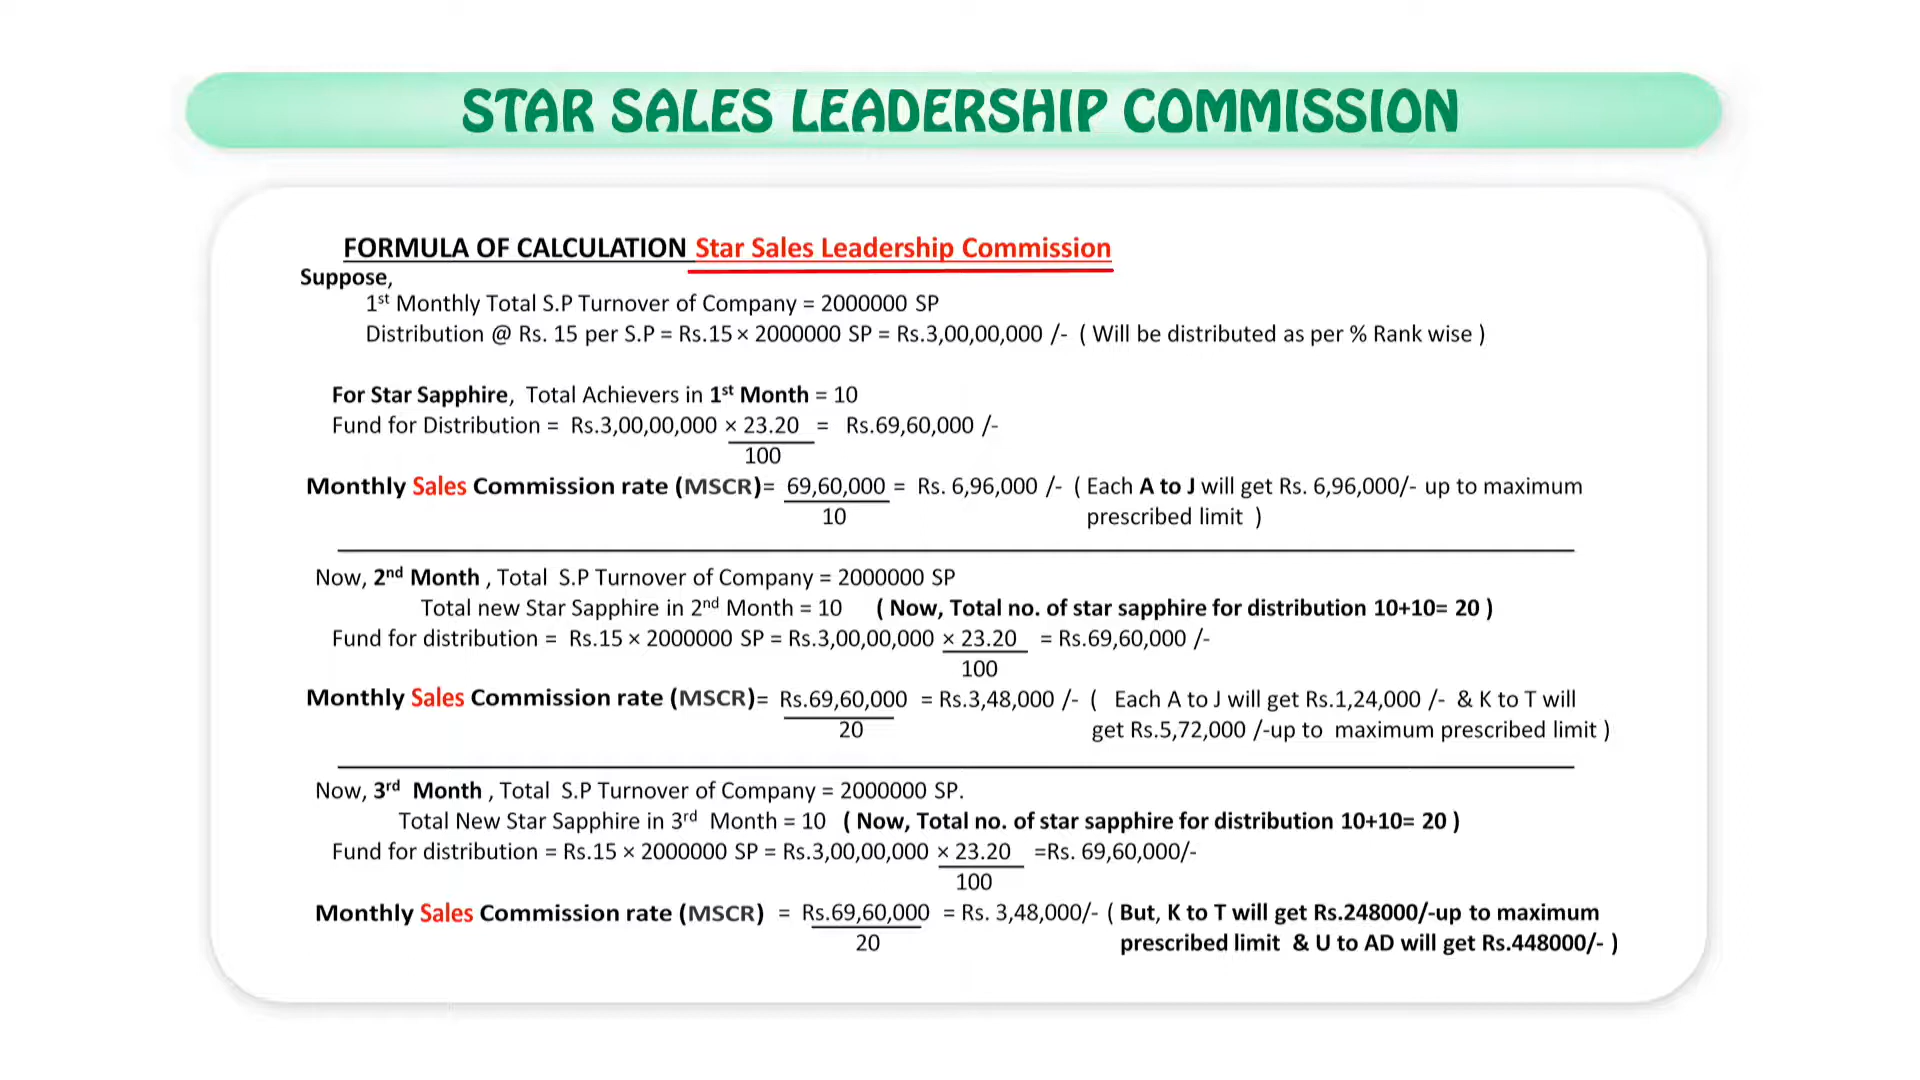 STAR SALES LEADERSHIP COMMISSION
FORMULA OF CALCULATION Star Sales Leadership Commission
Suppose,
1st Monthly Total S.P Turnover of Company = 2000000 SP
Distribution @ Rs. 15 per S.P = Rs.15 × 2000000 SP = Rs.3,00,00,000 /- ( Will be distributed as per % Rank wise )
For Star Sapphire, Total Achievers in 1st Month = 10
Fund for Distribution = Rs.3,00,00,000 × 23.20 = Rs.69,60,000 /-
100
Monthly Sales Commission rate (MSCR)= 69,60,000 = Rs. 6,96,000 /- ( Each A to J will get Rs. 6,96,000/- up to maximum
10 prescribed limit )
Now, 2nd Month , Total S.P Turnover of Company = 2000000 SP
Total new Star Sapphire in 2nd Month = 10 ( Now, Total no. of star sapphire for distribution 10+10= 20 )
Fund for distribution = Rs.15 × 2000000 SP = Rs.3,00,00,000 × 23.20 = Rs.69,60,000 /-
100
Monthly Sales Commission rate (MSCR)= Rs.69,60,000 = Rs.3,48,000 /- ( Each A to J will get Rs.1,24,000 /- & K to T will
20 get Rs.5,72,000 /-up to maximum prescribed limit )
Now, 3rd Month , Total S.P Turnover of Company = 2000000 SP.
Total New Star Sapphire in 3rd Month = 10 ( Now, Total no. of star sapphire for distribution 10+10= 20 )
Fund for distribution = Rs.15 × 2000000 SP = Rs.3,00,00,000 × 23.20 =Rs. 69,60,000/-
100
Monthly Sales Commission rate (MSCR) = Rs.69,60,000 = Rs. 3,48,000/- ( But, K to T will get Rs.248000/-up to maximum
20 prescribed limit & U to AD will get Rs.448000/- )